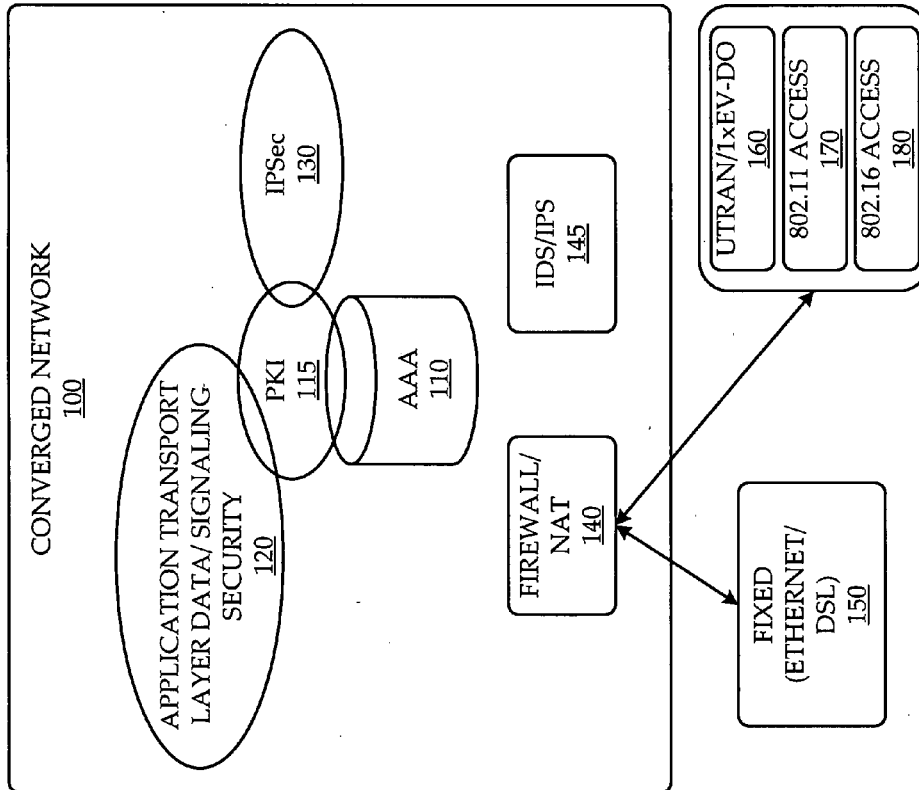 CONVERGED NETWORK
100
APPLICATION TRANSPORT
LAYER DATA/ SIGNALING
SECURITY
120
PKI
115
IPSec
130
AAA
110
FIREWALL/
NAT
140
IDS/IPS
145
FIXED
(ETHERNET/
DSL)
150
UTRAN/1xEV-DO
160
802.11 ACCESS
170
802.16 ACCESS
180